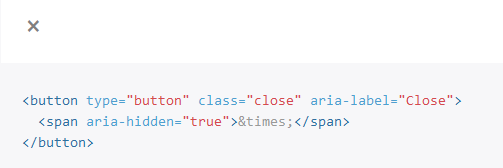 ×
<button type="button" class="close" aria-label="Close">
  <span aria-hidden="true">&times;</span>
</button>